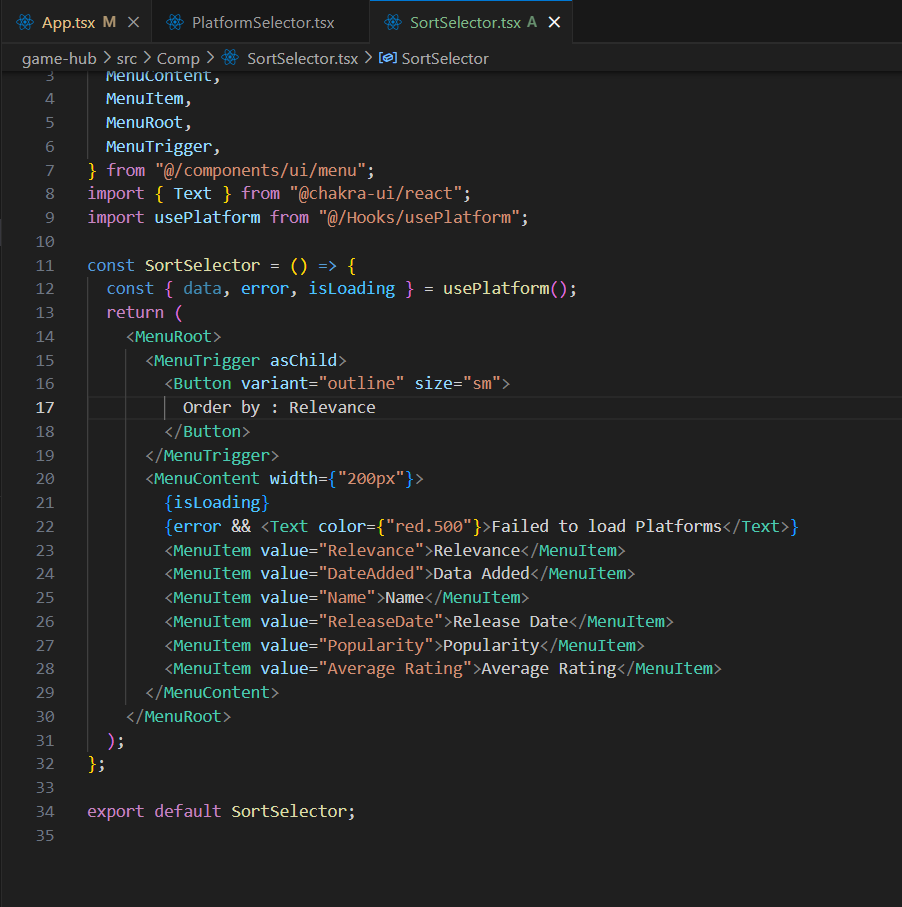 App.tsx M PlatformSelector.tsx SortSelector.tsx A
game-hub > src > Comp > SortSelector.tsx > SortSelector
3 MenuContent,
4 MenuItem,
5 MenuRoot,
6 MenuTrigger,
7 } from "@/components/ui/menu";
8 import { Text } from "@chakra-ui/react";
9 import usePlatform from "@/Hooks/usePlatform";
10
11 const SortSelector = () => {
12 const { data, error, isLoading } = usePlatform();
13 return (
14 <MenuRoot>
15 <MenuTrigger asChild>
16 <Button variant="outline" size="sm">
17 Order by : Relevance
18 </Button>
19 </MenuTrigger>
20 <MenuContent width={"200px"}>
21 {isLoading}
22 {error && <Text color={"red.500"}>Failed to load Platforms</Text>}
23 <MenuItem value="Relevance">Relevance</MenuItem>
24 <MenuItem value="DateAdded">Data Added</MenuItem>
25 <MenuItem value="Name">Name</MenuItem>
26 <MenuItem value="ReleaseDate">Release Date</MenuItem>
27 <MenuItem value="Popularity">Popularity</MenuItem>
28 <MenuItem value="Average Rating">Average Rating</MenuItem>
29 </MenuContent>
30 </MenuRoot>
31 );
32 };
33
34 export default SortSelector;
35